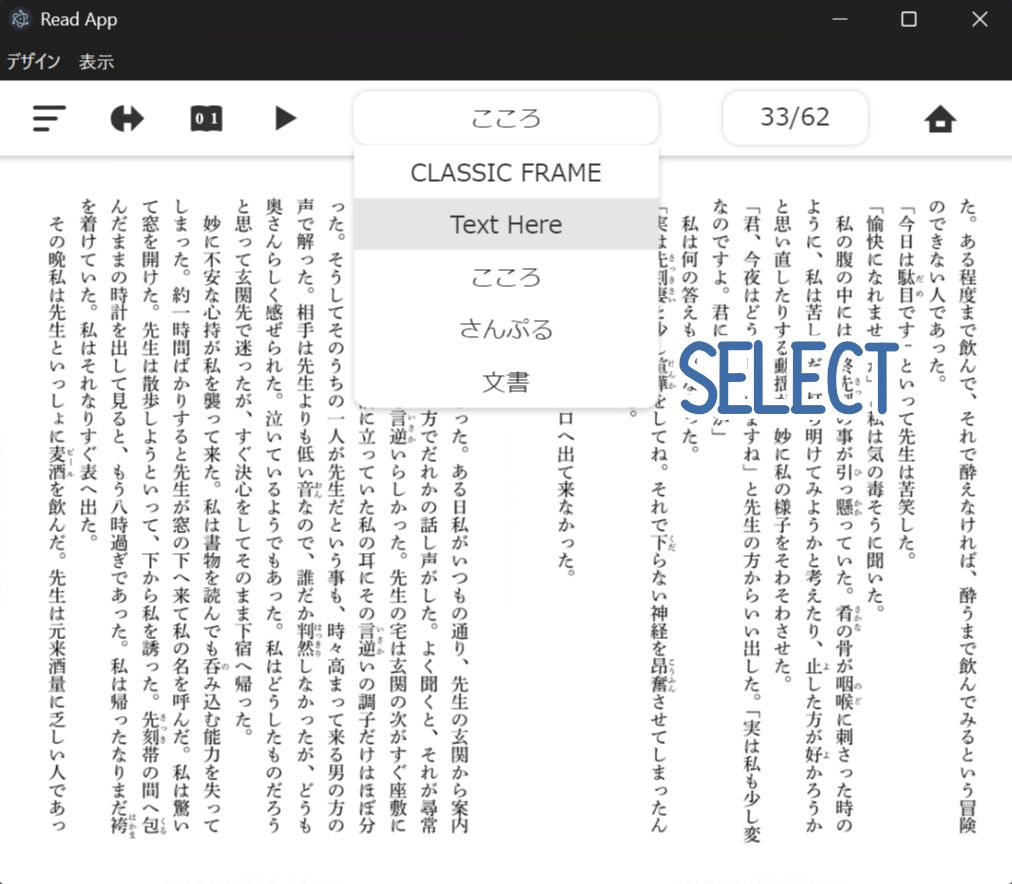 Read App
デザイン 表示
0 1
こころ
33/62
CLASSIC FRAME
Text Here
こころ
さんぷる
文書
SELECT
た。ある程度まで飲んで、それで酔えなければ、酔うまで飲んでみるという冒険
のできない人であった。
「今日は駄目です」といって先生は苦笑した。
「愉快になれませ か」私は気の毒そうに聞いた。
私の腹の中には 先 の事が引っ懸っていた。肴の骨が咽喉に刺さった時の
ように、私は苦し 明けてみようかと考えたり、止した方が好かろうか
と思い直したりする動揺 妙に私の様子をそわそわさせた。
「君、今夜はどう ますね」と先生の方からいい出した。「実は私も少し変
なのですよ。君に か」
私は何の答えも った。
「実は先刻妻と少し喧嘩をしてね。それで下らない神経を昂奮させてしまったん
。
口へ出て来なかった。
った。ある日私がいつもの通り、先生の玄関から案内
方でだれかの話し声がした。よく聞くと、それが尋常
言逆いらしかった。先生の宅は玄関の次がすぐ座敷に
に立っていた私の耳にその言逆いの調子だけはほぼ分
った。そうしてそのうちの一人が先生だという事も、時々高まって来る男の方の
声で解った。相手は先生よりも低い音なので、誰だか判然しなかったが、どうも
奥さんらしく感ぜられた。泣いているようでもあった。私はどうしたものだろう
と思って玄関先で迷ったが、すぐ決心をしてそのまま下宿へ帰った。
妙に不安な心持が私を襲って来た。私は書物を読んでも呑み込む能力を失って
しまった。約一時間ばかりすると先生が窓の下へ来て私の名を呼んだ。私は驚い
て窓を開けた。先生は散歩しようといって、下から私を誘った。先刻帯の間へ包
んだままの時計を出して見ると、もう八時過ぎであった。私は帰ったなりまだ袴
を着けていた。私はそれなりすぐ表へ出た。
その晩私は先生といっしょに麦酒を飲んだ。先生は元来酒量に乏しい人であっ